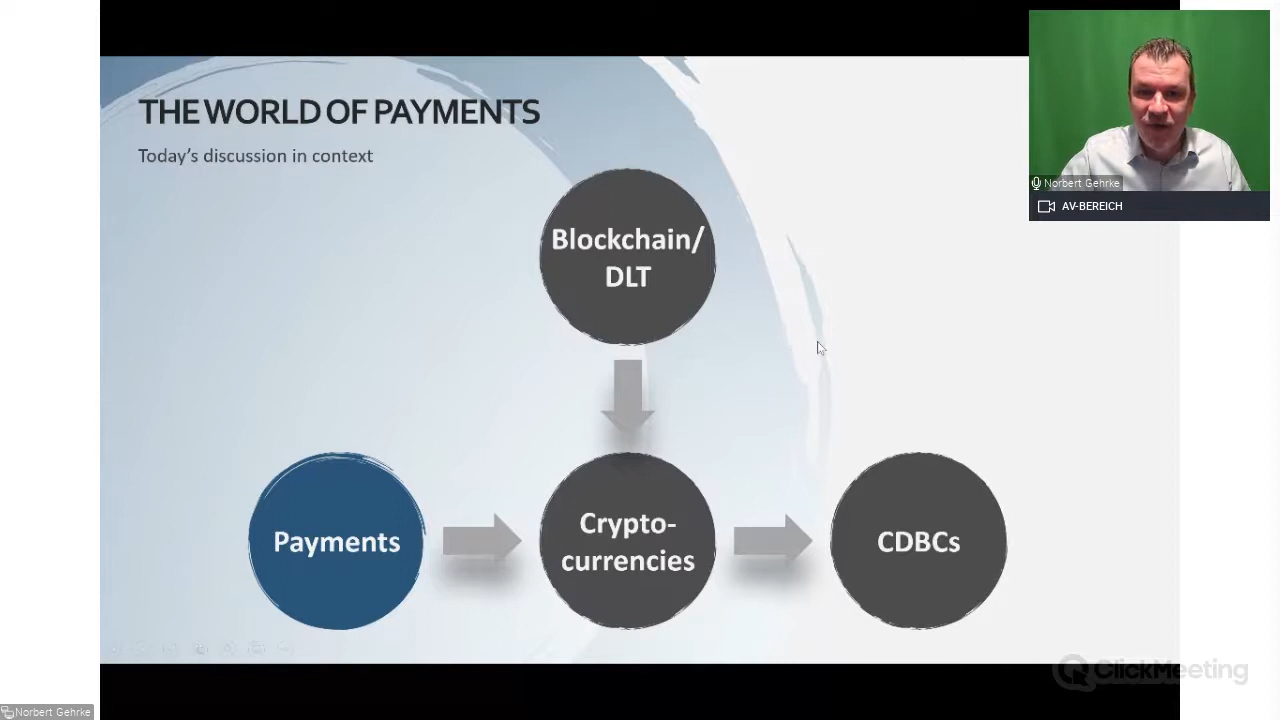 THE WORLD OF PAYMENTS
Today's discussion in context
Blockchain/
DLT
Payments
Crypto-
currencies
CDBCs
Norbert Gehrke
AV-BEREICH
ClickMeeting
Norbert Gehrke